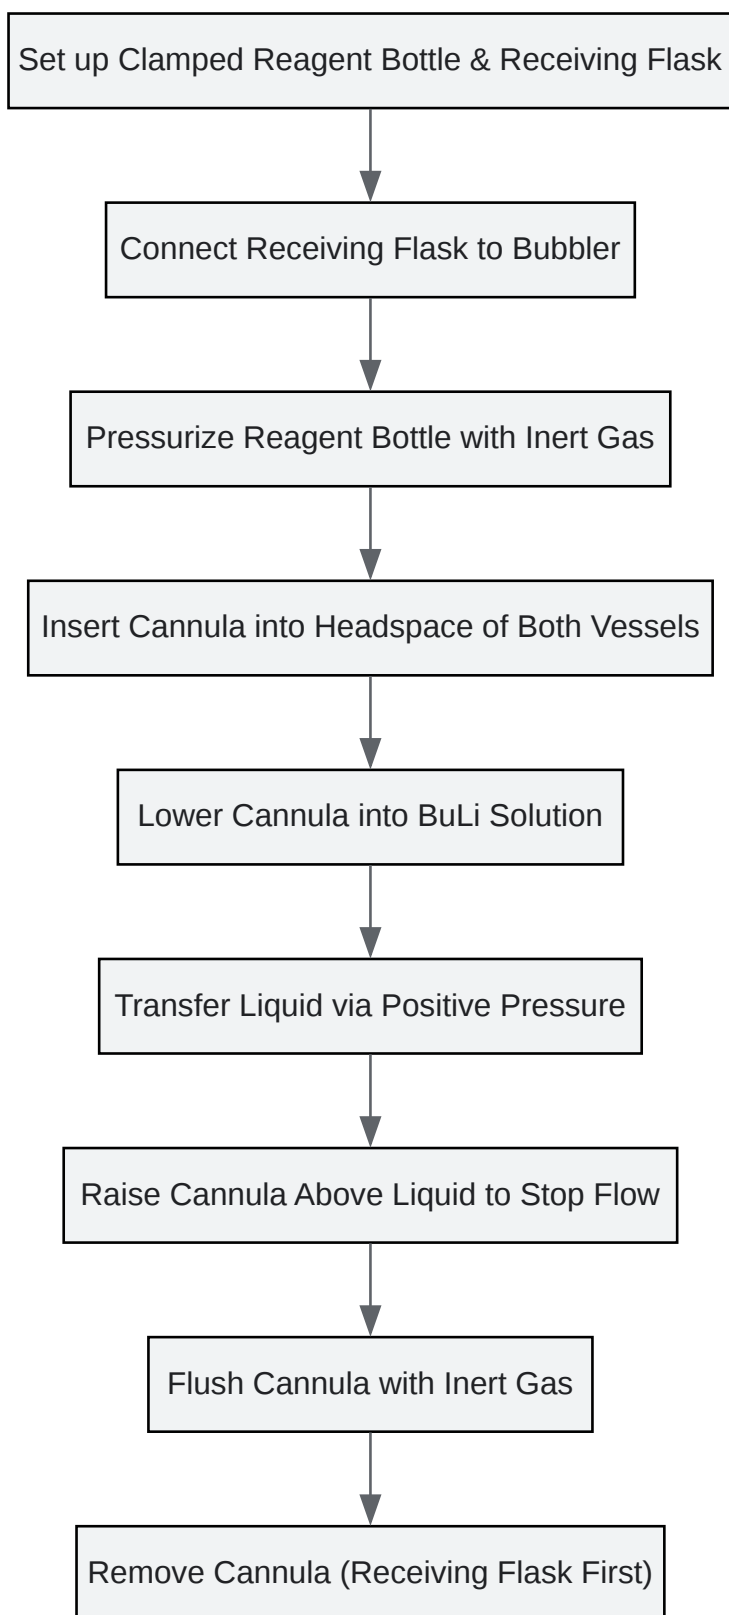 Set up Clamped Reagent Bottle & Receiving Flask
Connect Receiving Flask to Bubbler
Pressurize Reagent Bottle with Inert Gas
Insert Cannula into Headspace of Both Vessels
Lower Cannula into BuLi Solution
Transfer Liquid via Positive Pressure
Raise Cannula Above Liquid to Stop Flow
Flush Cannula with Inert Gas
Remove Cannula (Receiving Flask First)